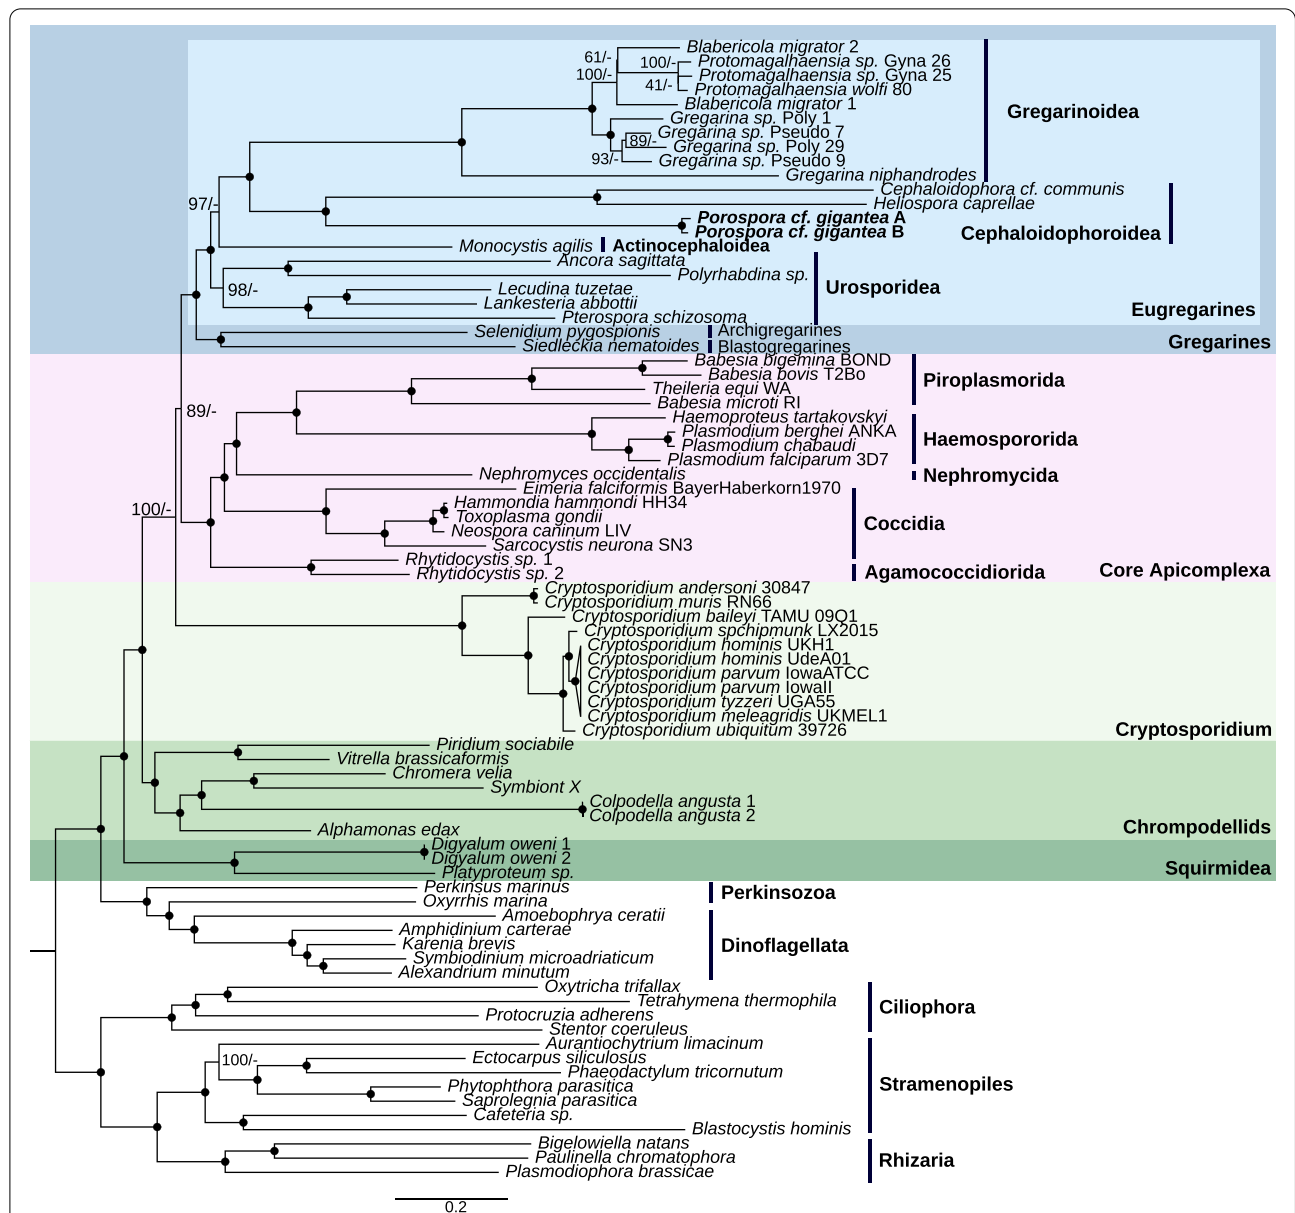 Blabericola migrator 2
61/-
100/-
Protomagalhaensia sp. Gyna 26
100/-
Protomagalhaensia sp. Gyna 25
41/-
Protomagalhaensia wolfi 80
Blabericola migrator 1
Gregarinoidea
Gregarina sp. Poly 1
Gregarina sp. Pseudo 7
89/-
Gregarina sp. Poly 29
93/-
Gregarina sp. Pseudo 9
Gregarina niphandrodes
Cephaloidophora cf. communis
97/-
Heliospora caprellae
Porospora cf. gigantea A
Porospora cf. gigantea B
Cephaloidophoroidea
Monocystis agilis
Actinocephaloidea
Ancora sagittata
Polyrhabdina sp.
98/-
Lecudina tuzetae
Urosporidea
Lankesteria abbottii
Pterospora schizosoma
Eugregarines
Selenidium pygospionis
Archigregarines
Siedleckia nematoides
Blastogregarines
Gregarines
Babesia bigemina BOND
Babesia bovis T2Bo
Piroplasmorida
Theileria equi WA
Babesia microti RI
89/-
Haemoproteus tartakovskyi
Plasmodium berghei ANKA
Haemospororida
Plasmodium chabaudi
Plasmodium falciparum 3D7
Nephromyces occidentalis
Nephromycida
Eimeria falciformis BayerHaberkorn1970
Hammondia hammondi HH34
100/-
Toxoplasma gondii
Coccidia
Neospora caninum LIV
Sarcocystis neurona SN3
Rhytidocystis sp. 1
Rhytidocystis sp. 2
Agamococcidiorida
Core Apicomplexa
Cryptosporidium andersoni 30847
Cryptosporidium muris RN66
Cryptosporidium baileyi TAMU 09Q1
Cryptosporidium spchipmunk LX2015
Cryptosporidium hominis UKH1
Cryptosporidium hominis UdeA01
Cryptosporidium parvum IowaATCC
Cryptosporidium parvum IowaII
Cryptosporidium tyzzeri UGA55
Cryptosporidium meleagridis UKMEL1
Cryptosporidium ubiquitum 39726
Cryptosporidium
Piridium sociabile
Vitrella brassicaformis
Chromera velia
Symbiont X
Colpodella angusta 1
Colpodella angusta 2
Alphamonas edax
Chrompodellids
Digyalum oweni 1
Digyalum oweni 2
Platyproteum sp.
Squirmidea
Perkinsus marinus
Perkinsozoa
Oxyrrhis marina
Amoebophrya ceratii
Amphidinium carterae
Karenia brevis
Dinoflagellata
Symbiodinium microadriaticum
Alexandrium minutum
Oxytricha trifallax
Tetrahymena thermophila
Ciliophora
Protocruzia adherens
Stentor coeruleus
Aurantiochytrium limacinum
100/-
Ectocarpus siliculosus
Phaeodactylum tricornutum
Phytophthora parasitica
Stramenopiles
Saprolegnia parasitica
Cafeteria sp.
Blastocystis hominis
Bigelowiella natans
Paulinella chromatophora
Rhizaria
Plasmodiophora brassicae
0.2